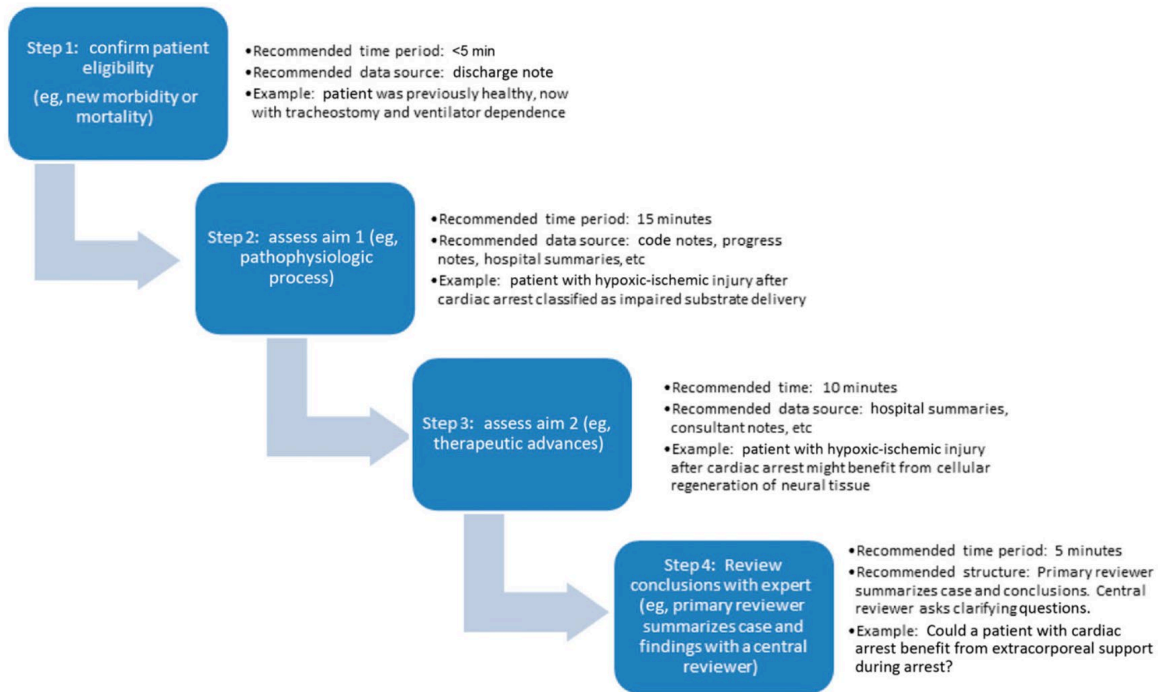 Step 1: confirm patient
eligibility
(eg, new morbidity or
mortality)
•Recommended time period: <5 min
•Recommended data source: discharge note
•Example: patient was previously healthy, now
with tracheostomy and ventilator dependence
Step 2: assess aim 1 (eg,
pathophysiologic
process)
•Recommended time period: 15 minutes
•Recommended data source: code notes, progress
notes, hospital summaries, etc
•Example: patient with hypoxic-ischemic injury after
cardiac arrest classified as impaired substrate delivery
Step 3: assess aim 2 (eg,
therapeutic advances)
•Recommended time: 10 minutes
•Recommended data source: hospital summaries,
consultant notes, etc
•Example: patient with hypoxic-ischemic injury
after cardiac arrest might benefit from cellular
regeneration of neural tissue
Step 4: Review
conclusions with expert
(eg, primary reviewer
summarizes case and
findings with a central
reviewer)
•Recommended time period: 5 minutes
•Recommended structure: Primary reviewer
summarizes case and conclusions. Central
reviewer asks clarifying questions.
•Example: Could a patient with cardiac
arrest benefit from extracorporeal support
during arrest?